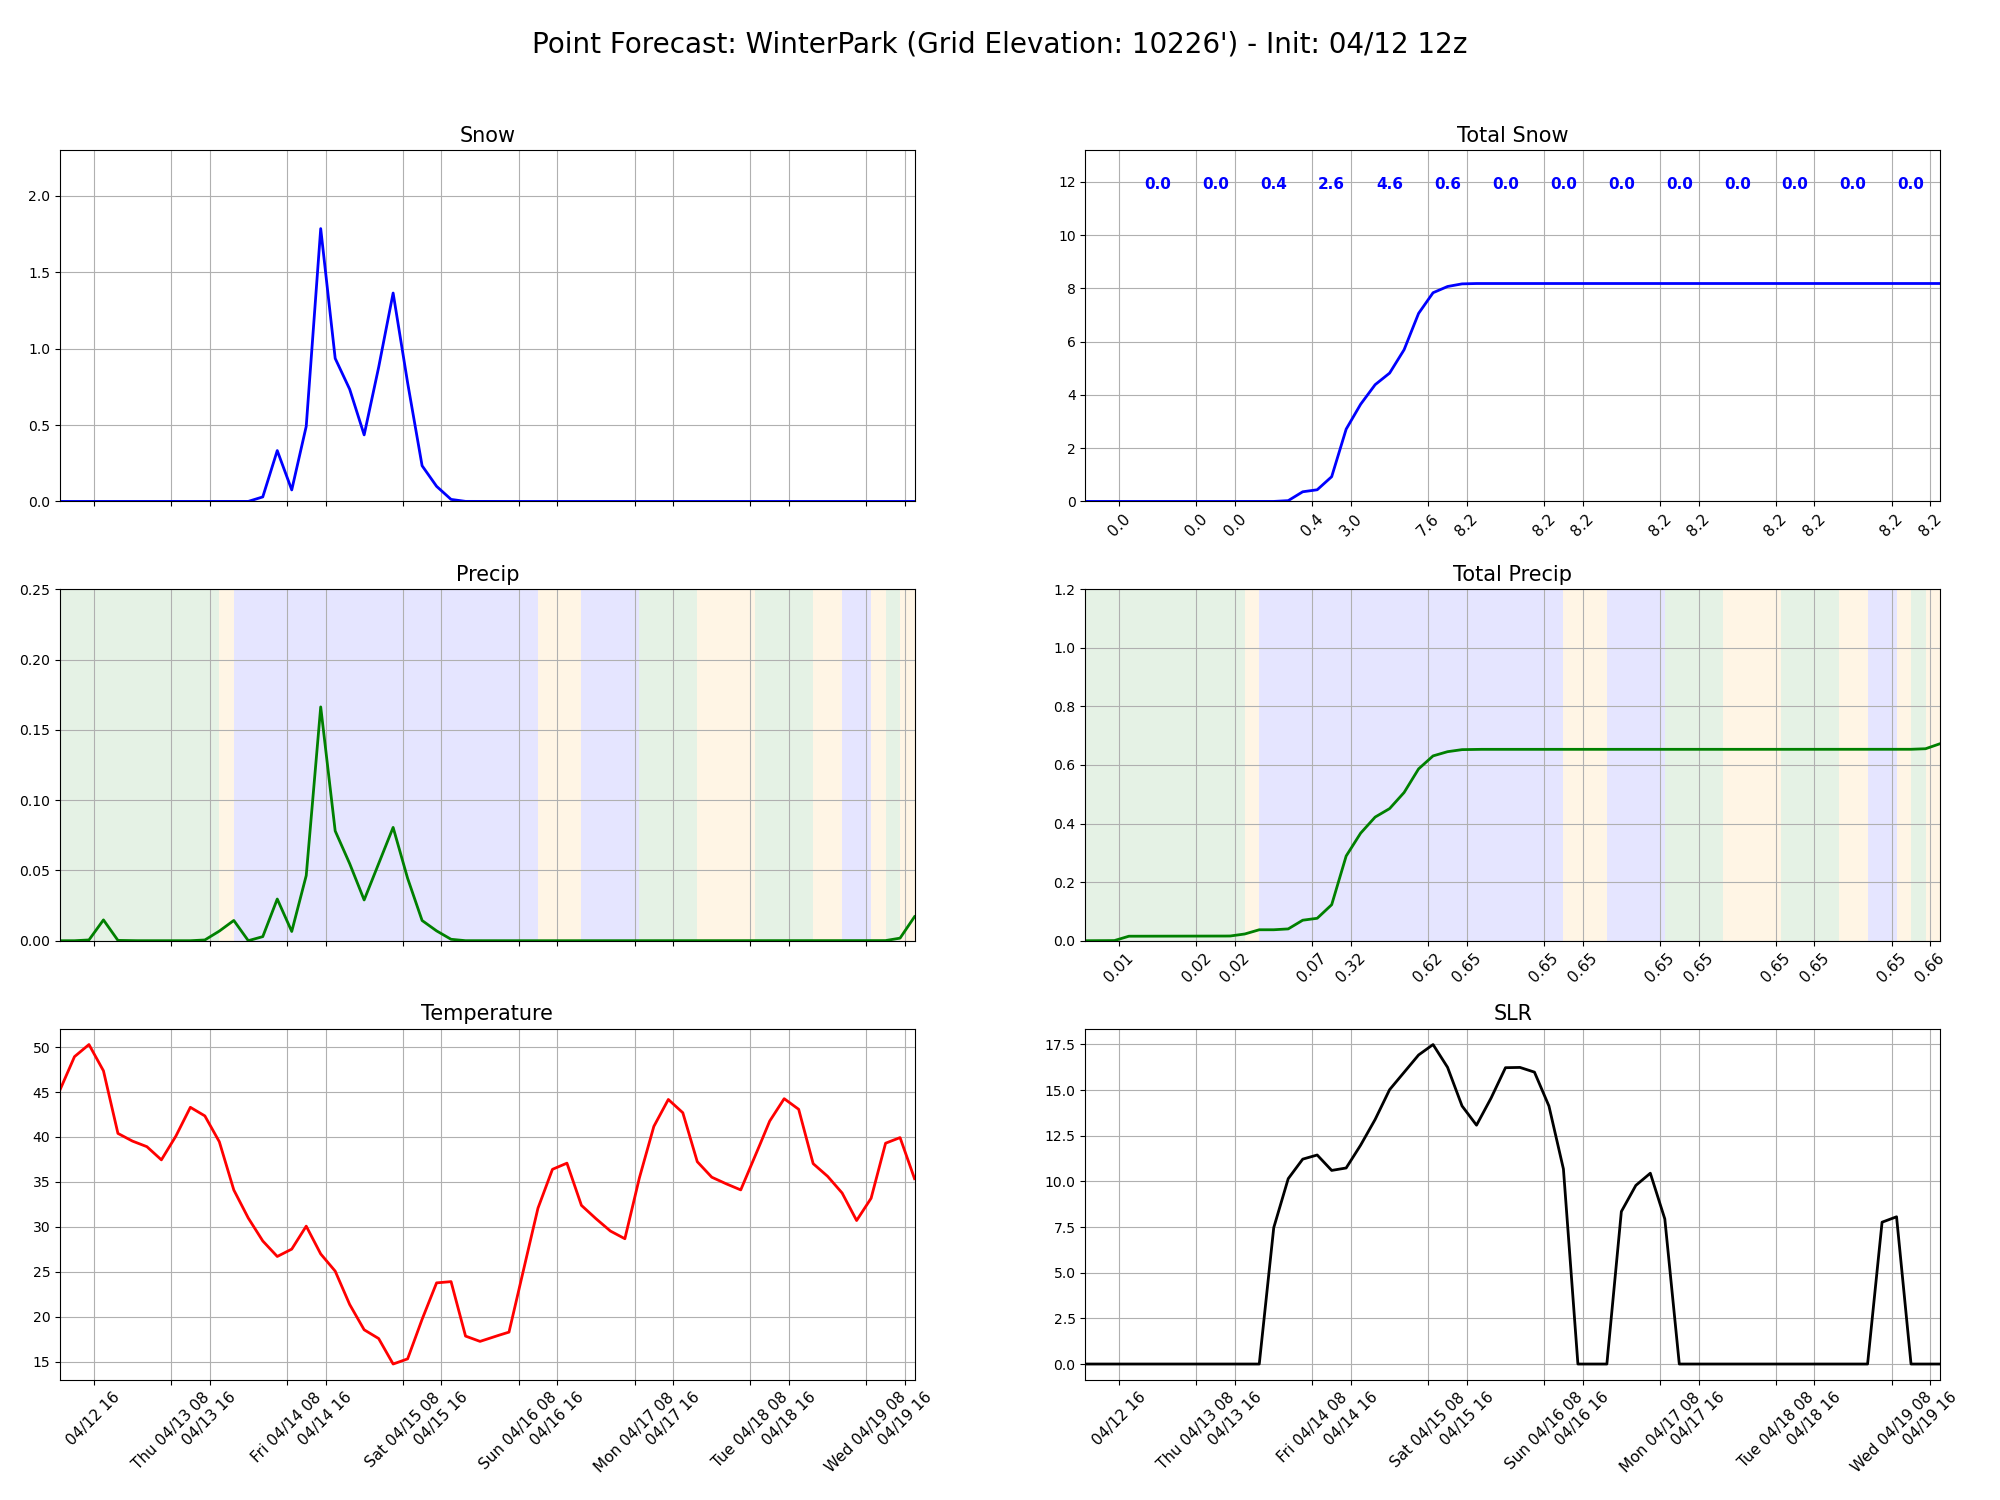 Point Forecast: WinterPark (Grid Elevation: 10226') - Init: 04/12 12z
Snow
2.0
1.5
1.0
0.5
0.0
Total Snow
0.0 0.0 0.4 2.6 4.6 0.6 0.0 0.0 0.0 0.0 0.0 0.0 0.0 0.0
12
10
8
6
4
2
0
0.0 0.0 0.0 0.4 3.0 7.6 8.2 8.2 8.2 8.2 8.2 8.2 8.2 8.2 8.2
Precip
0.25
0.20
0.15
0.10
0.05
0.00
Total Precip
1.2
1.0
0.8
0.6
0.4
0.2
0.0
0.01 0.02 0.02 0.07 0.32 0.62 0.65 0.65 0.65 0.65 0.65 0.65 0.65 0.65 0.66
Temperature
50
45
40
35
30
25
20
15
04/12 16
Thu 04/13 08
04/13 16
Fri 04/14 08
04/14 16
Sat 04/15 08
04/15 16
Sun 04/16 08
04/16 16
Mon 04/17 08
04/17 16
Tue 04/18 08
04/18 16
Wed 04/19 08
04/19 16
SLR
17.5
15.0
12.5
10.0
7.5
5.0
2.5
0.0
04/12 16
Thu 04/13 08
04/13 16
Fri 04/14 08
04/14 16
Sat 04/15 08
04/15 16
Sun 04/16 08
04/16 16
Mon 04/17 08
04/17 16
Tue 04/18 08
04/18 16
Wed 04/19 08
04/19 16